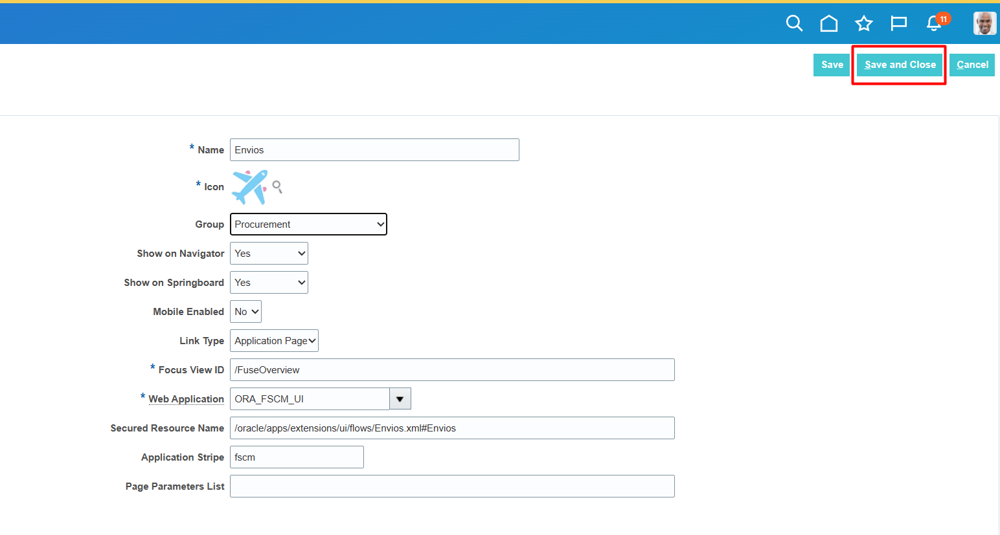 11
Save Save and Close Cancel
* Name Envios
* Icon
Group Procurement
Show on Navigator Yes
Show on Springboard Yes
Mobile Enabled No
Link Type Application Page
* Focus View ID /FuseOverview
* Web Application ORA_FSCM_UI
Secured Resource Name /oracle/apps/extensions/ui/flows/Envios.xml#Envios
Application Stripe fscm
Page Parameters List